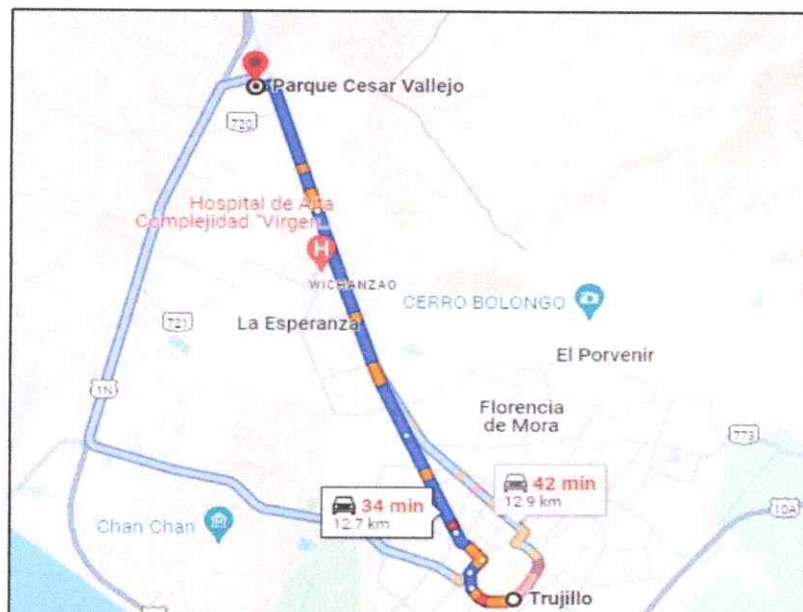 Parque Cesar Vallejo
720
Hospital de Alta
Complejidad "Virgen...
H
WICHANZAO
CERRO BOLONGO
La Esperanza
721
El Porvenir
1N
Florencia
de Mora
773
42 min
12.9 km
34 min
12.7 km
10A
Chan Chan
Trujillo